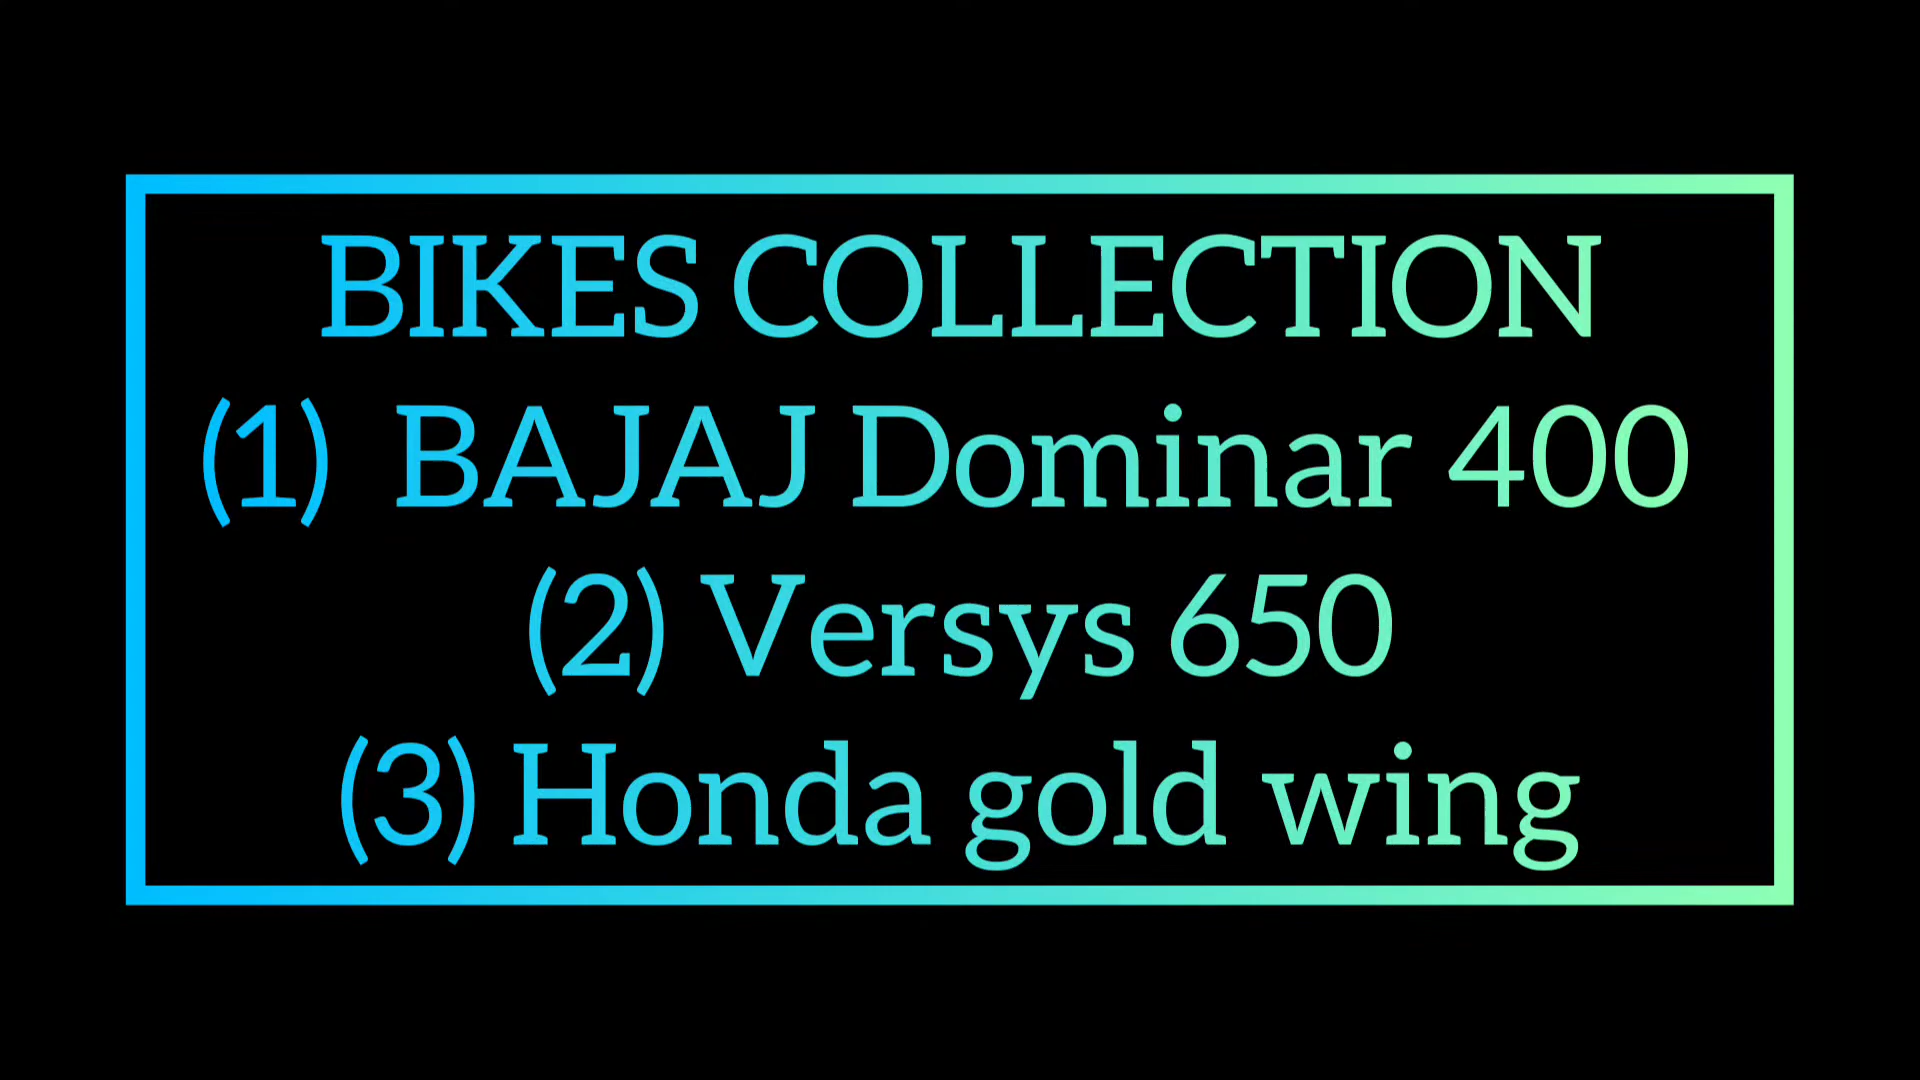 BIKES COLLECTION
(1) BAJAJ Dominar 400
(2) Versys 650
(3) Honda gold wing